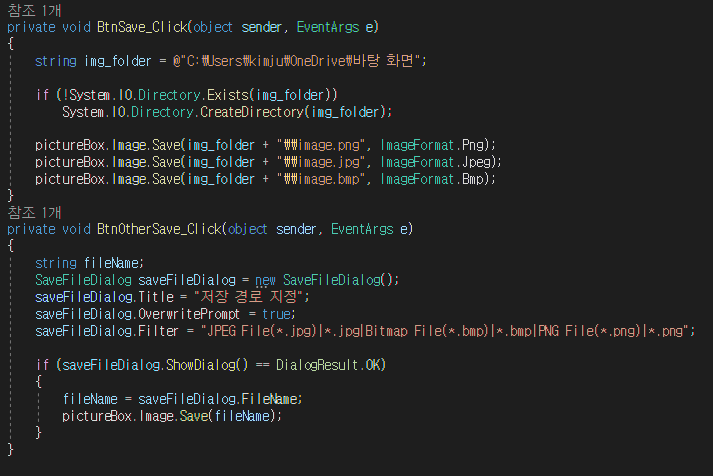 참조 1개
private void BtnSave_Click(object sender, EventArgs e)
{
string img_folder = @"C:₩Users₩kimju₩OneDrive₩바탕 화면";
if (!System.IO.Directory.Exists(img_folder))
System.IO.Directory.CreateDirectory(img_folder);
pictureBox.Image.Save(img_folder + "₩₩image.png", ImageFormat.Png);
pictureBox.Image.Save(img_folder + "₩₩image.jpg", ImageFormat.Jpeg);
pictureBox.Image.Save(img_folder + "₩₩image.bmp", ImageFormat.Bmp);
}
참조 1개
private void BtnOtherSave_Click(object sender, EventArgs e)
{
string fileName;
SaveFileDialog saveFileDialog = new SaveFileDialog();
saveFileDialog.Title = "저장 경로 지정";
saveFileDialog.OverwritePrompt = true;
saveFileDialog.Filter = "JPEG File(*.jpg)|*.jpg|Bitmap File(*.bmp)|*.bmp|PNG File(*.png)|*.png";
if (saveFileDialog.ShowDialog() == DialogResult.OK)
{
fileName = saveFileDialog.FileName;
pictureBox.Image.Save(fileName);
}
}